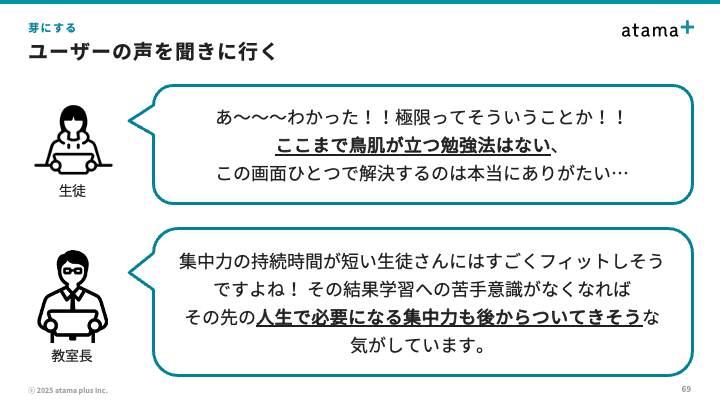 芽にする
ユーザーの声を聞きに行く
atama+
あ〜〜〜わかった！！極限ってそういうことか！！
ここまで鳥肌が立つ勉強法はない、
この画面ひとつで解決するのは本当にありがたい…
生徒
集中力の持続時間が短い生徒さんにはすごくフィットしそう
ですよね！ その結果学習への苦手意識がなくなれば
その先の人生で必要になる集中力も後からついてきそうな
気がしています。
教室長
ⓒ 2025 atama plus Inc.
69